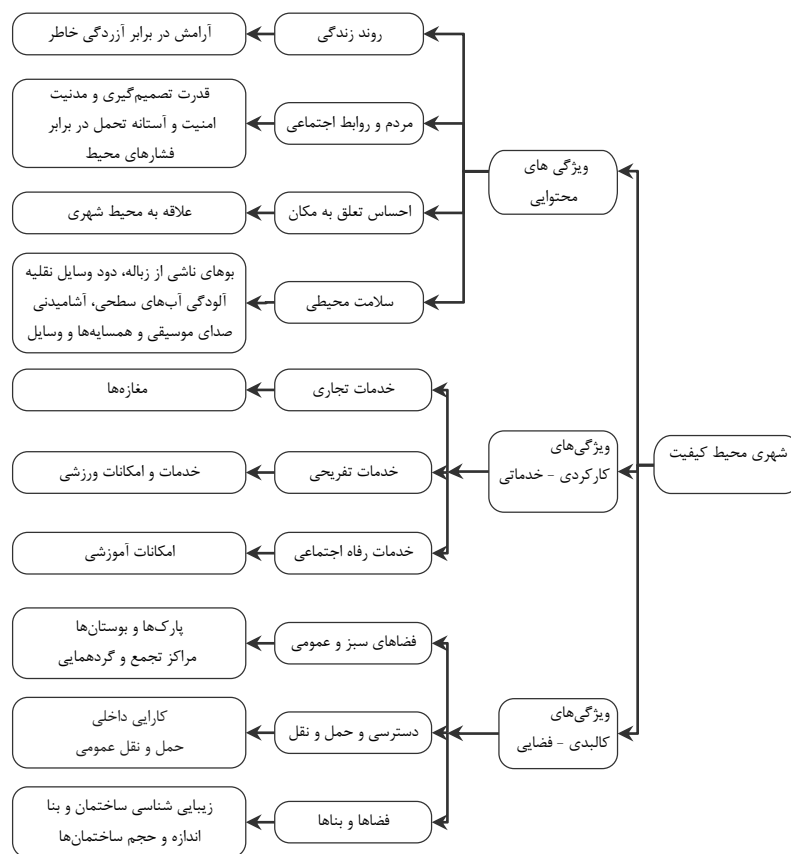 شهری محیط کیفیت
ویژگی های
محتوایی
روند زندگی
آرامش در برابر آزردگی خاطر
مردم و روابط اجتماعی
قدرت تصمیم‌گیری و مدنیت
امنیت و آستانه تحمل در برابر
فشارهای محیط
احساس تعلق به مکان
علاقه به محیط شهری
سلامت محیطی
بوهای ناشی از زباله، دود وسایل نقلیه
آلودگی آب‌های سطحی، آشامیدنی
صدای موسیقی و همسایه‌ها و وسایل
ویژگی‌های
کارکردی - خدماتی
خدمات تجاری
مغازه‌ها
خدمات تفریحی
خدمات و امکانات ورزشی
خدمات رفاه اجتماعی
امکانات آموزشی
ویژگی‌های
کالبدی - فضایی
فضاهای سبز و عمومی
پارک‌ها و بوستان‌ها
مراکز تجمع و گردهمایی
دسترسی و حمل و نقل
کارایی داخلی
حمل و نقل عمومی
فضاها و بناها
زیبایی شناسی ساختمان و بنا
اندازه و حجم ساختمان‌ها